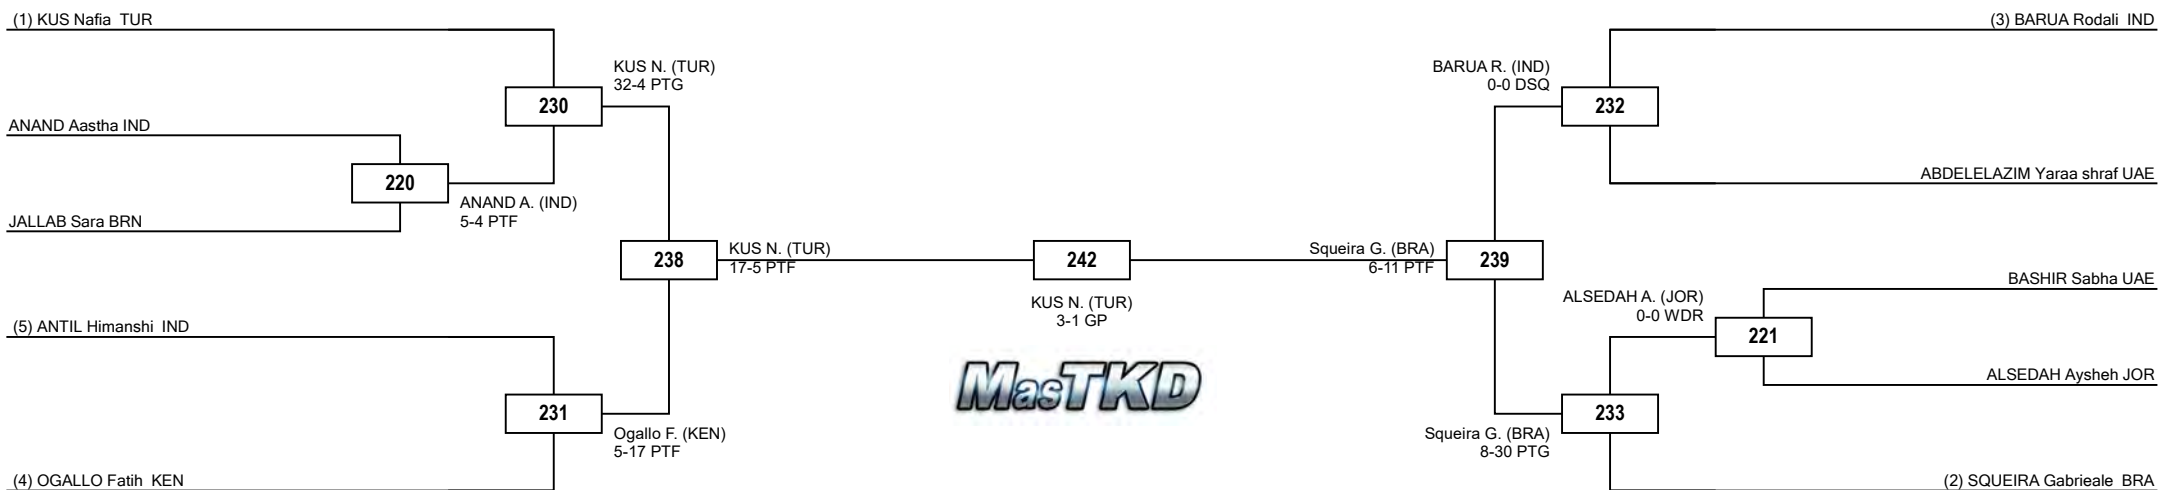 (1) KUS Nafia TUR
(3) BARUA Rodali IND
KUS N. (TUR)
32-4 PTG
BARUA R. (IND)
0-0 DSQ
230
232
ANAND Aastha IND
220
ABDELELAZIM Yaraa shraf UAE
ANAND A. (IND)
5-4 PTF
JALLAB Sara BRN
238
KUS N. (TUR)
17-5 PTF
242
Squeira G. (BRA)
6-11 PTF
239
KUS N. (TUR)
3-1 GP
BASHIR Sabha UAE
ALSEDAH A. (JOR)
0-0 WDR
221
(5) ANTIL Himanshi IND
ALSEDAH Aysheh JOR
MasTKD
231
233
Ogallo F. (KEN)
5-17 PTF
Squeira G. (BRA)
8-30 PTG
(4) OGALLO Fatih KEN
(2) SQUEIRA Gabrieale BRA